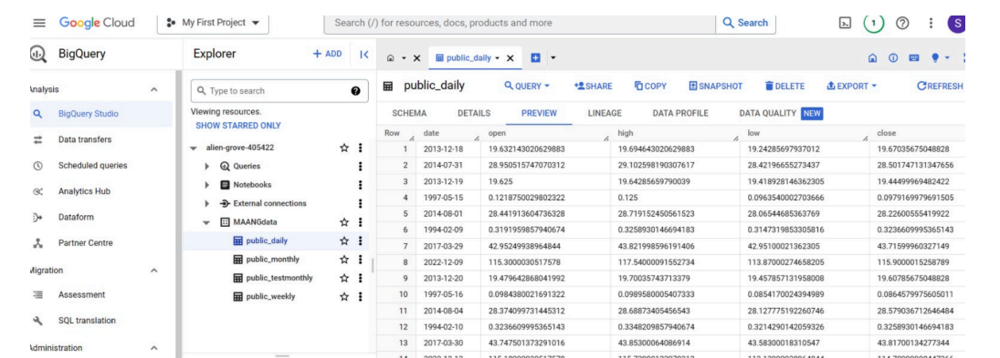 Google Cloud My First Project Search (/) for resources, docs, products and more Search 1 S
BigQuery
Analysis
BigQuery Studio
Data transfers
Scheduled queries
Analytics Hub
Dataform
Partner Centre
Migration
Assessment
SQL translation
Administration
Explorer + ADD
Type to search
Viewing resources.
SHOW STARRED ONLY
alien-grove-405422
Queries
Notebooks
External connections
MAANGdata
public_daily
public_monthly
public_testmonthly
public_weekly
public_daily
public_daily QUERY SHARE COPY SNAPSHOT DELETE EXPORT REFRESH
SCHEMA DETAILS PREVIEW LINEAGE DATA PROFILE DATA QUALITY NEW
Row date open high low close
1 2013-12-18 19.632143020629883 19.694643020629883 19.24285697937012 19.67035675048828
2 2014-07-31 28.950515747070312 29.102598190307617 28.42196655273437 28.501747131347656
3 2013-12-19 19.625 19.64285659790039 19.418928146362305 19.44499969482422
4 1997-05-15 0.1218750029802322 0.125 0.0963540002703666 0.0979169979691505
5 2014-08-01 28.441913604736328 28.719152450561523 28.06544685363769 28.22600555419922
6 1994-02-09 0.3191959857940674 0.3258930146694183 0.3147319853305816 0.3236609995365143
7 2017-03-29 42.95249938964844 43.821998596191406 42.95100021362305 43.71599960327149
8 2022-12-09 115.3000030517578 117.54000091552734 113.87000274658205 115.9000015258789
9 2013-12-20 19.479642868041992 19.70035743713379 19.457857131958008 19.60785675048828
10 1997-05-16 0.0984380021691322 0.0989580005407333 0.0854170024394989 0.0864579975605011
11 2014-08-04 28.374099731445312 28.68873405456543 28.127775192260746 28.579036712646484
12 1994-02-10 0.3236609995365143 0.3348209857940674 0.3214290142059326 0.3258930146694183
13 2017-03-30 43.747501373291016 43.85300064086914 43.58300018310547 43.81700134277344